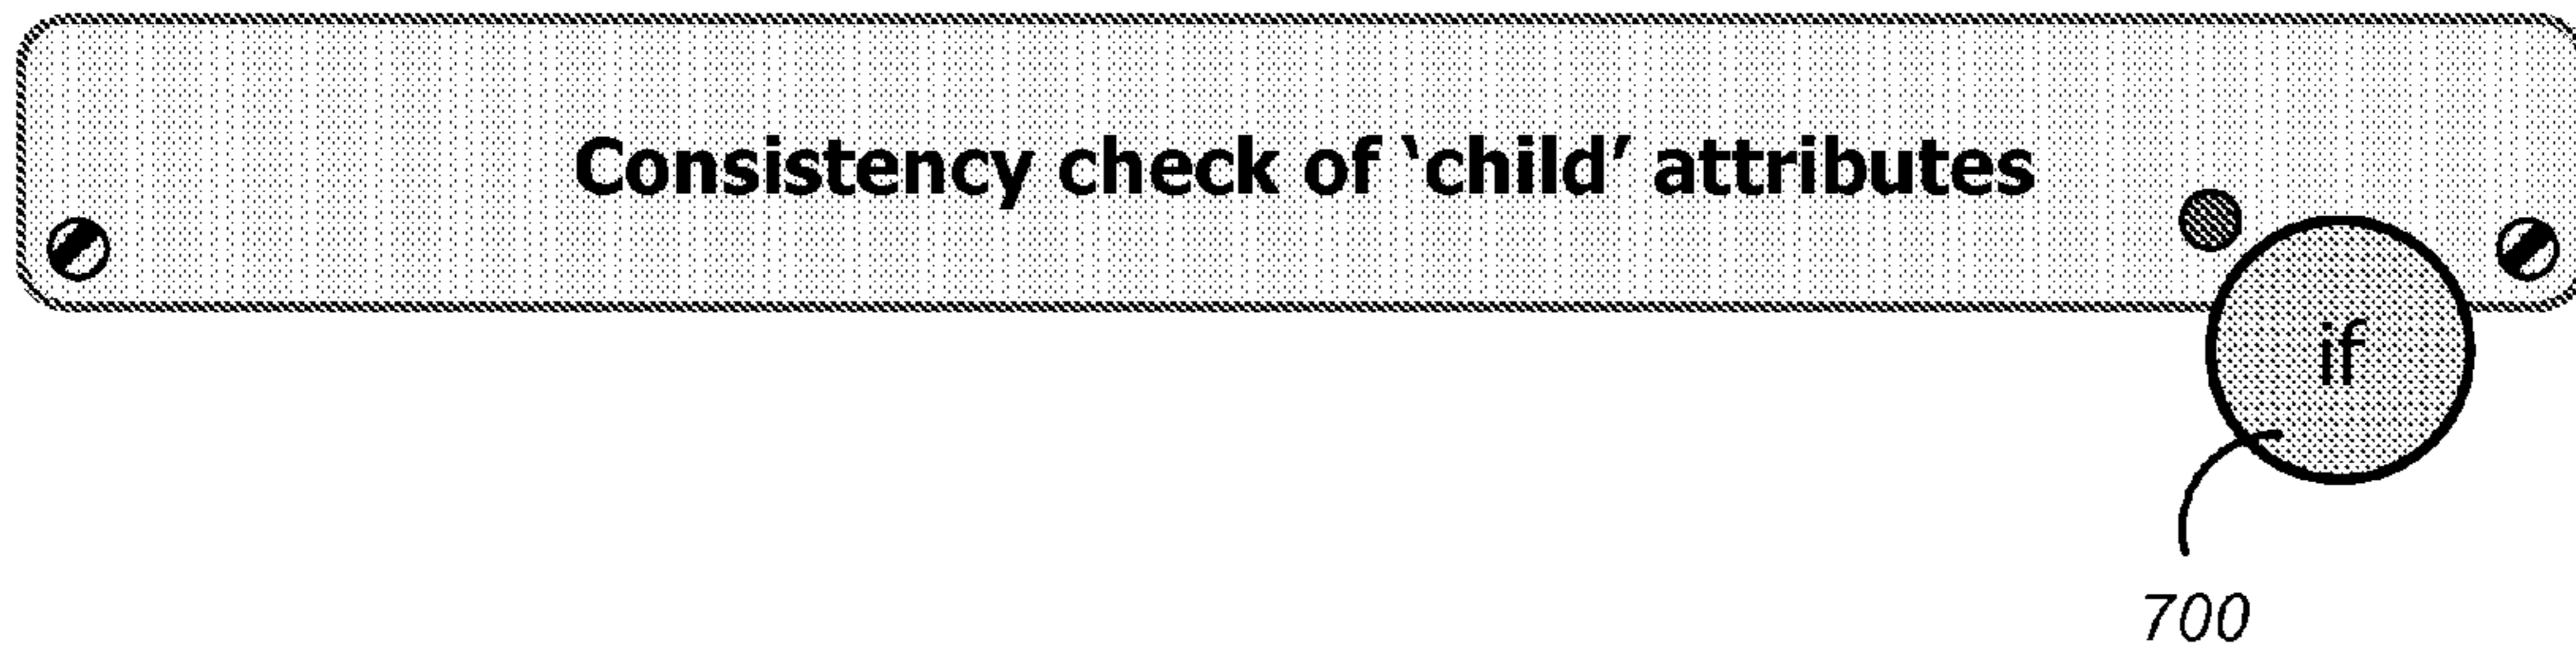 Consistency check of ‘child’ attributes
if
700